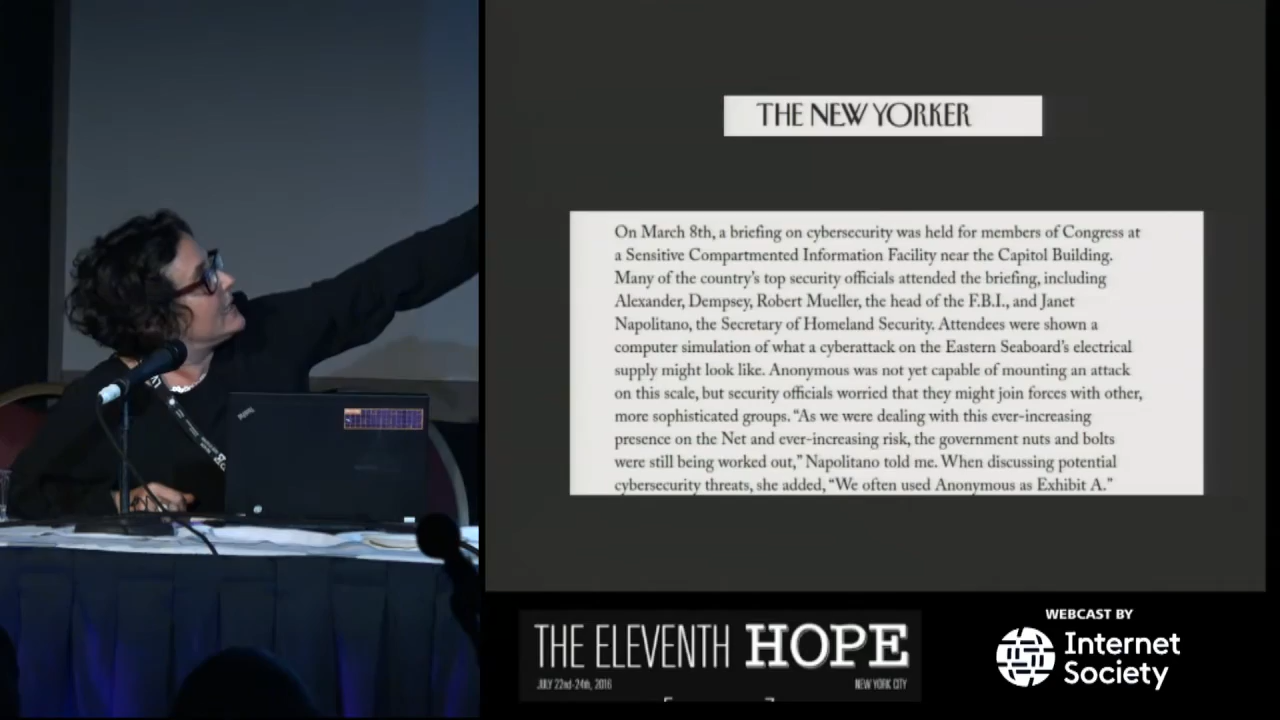 THE NEW YORKER
On March 8th, a briefing on cybersecurity was held for members of Congress at
a Sensitive Compartmented Information Facility near the Capitol Building.
Many of the country's top security officials attended the briefing, including
Alexander, Dempsey, Robert Mueller, the head of the F.B.I., and Janet
Napolitano, the Secretary of Homeland Security. Attendees were shown a
computer simulation of what a cyberattack on the Eastern Seaboard's electrical
supply might look like. Anonymous was not yet capable of mounting an attack
on this scale, but security officials worried that they might join forces with other,
more sophisticated groups. “As we were dealing with this ever-increasing
presence on the Net and ever-increasing risk, the government nuts and bolts
were still being worked out,” Napolitano told me. When discussing potential
cybersecurity threats, she added, “We often used Anonymous as Exhibit A.”
THE ELEVENTH HOPE
JULY 22nd-24th, 2016 NEW YORK CITY
WEBCAST BY
Internet
Society